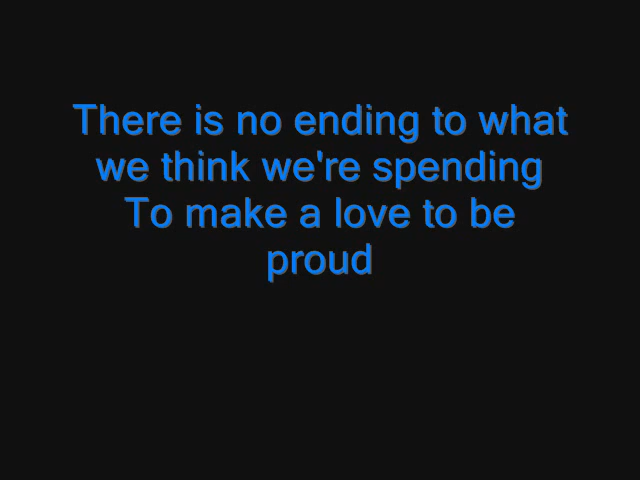 There is no ending to what
we think we're spending
To make a love to be
proud